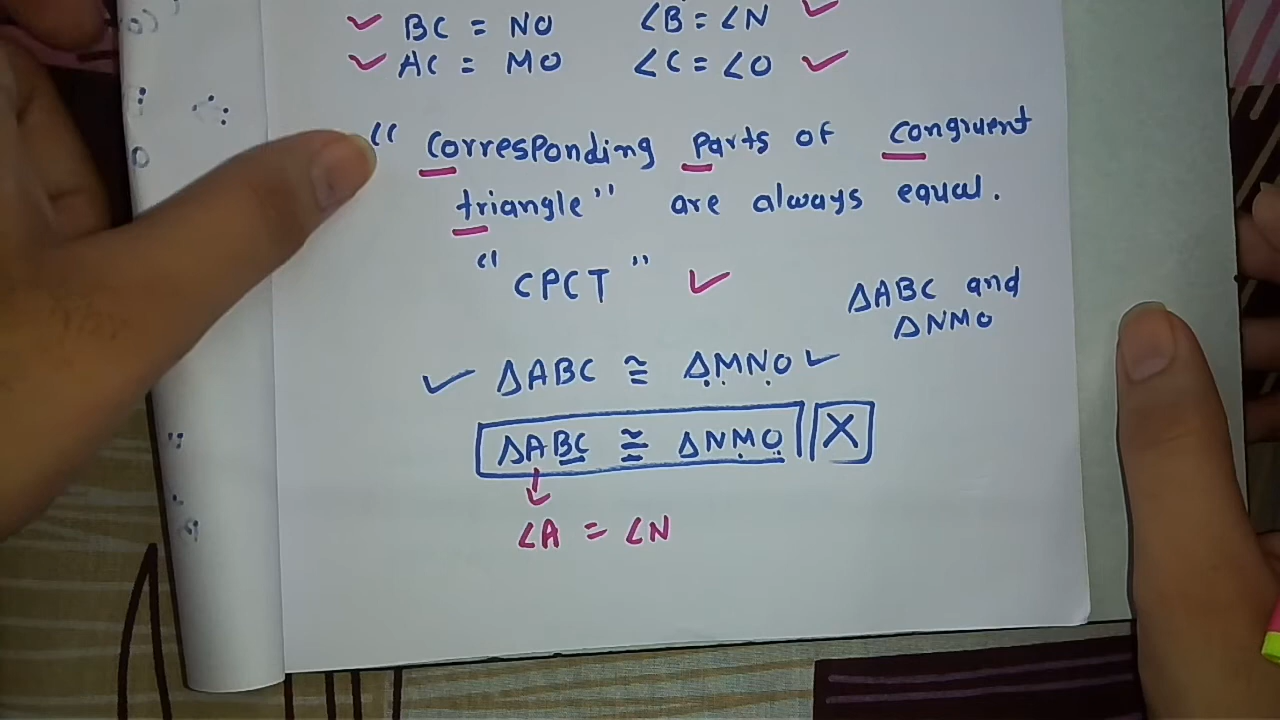 BC = NO ∠B = ∠N
AC = MO ∠C = ∠O
"Corresponding parts of congruent
triangle" are always equal.
"CPCT"
ΔABC and
ΔNMO
ΔABC ≅ ΔMNO
ΔABC ≅ ΔNMO X
∠A = ∠N